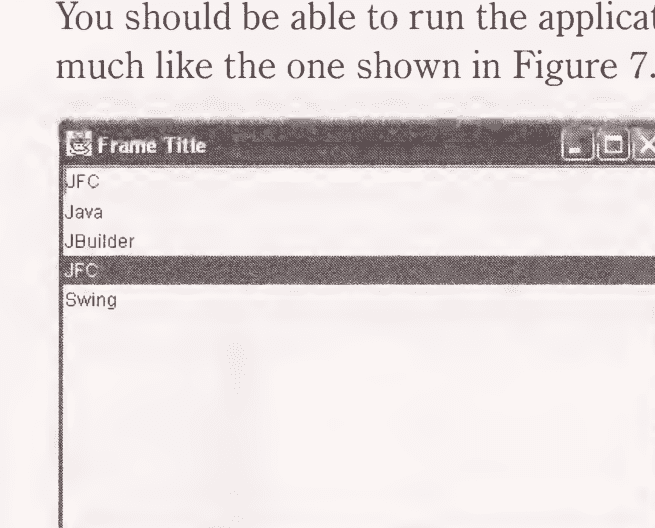 You should be able to run the applicat
much like the one shown in Figure 7.
Frame Title
JFC
Java
JBuilder
JFC
Swing